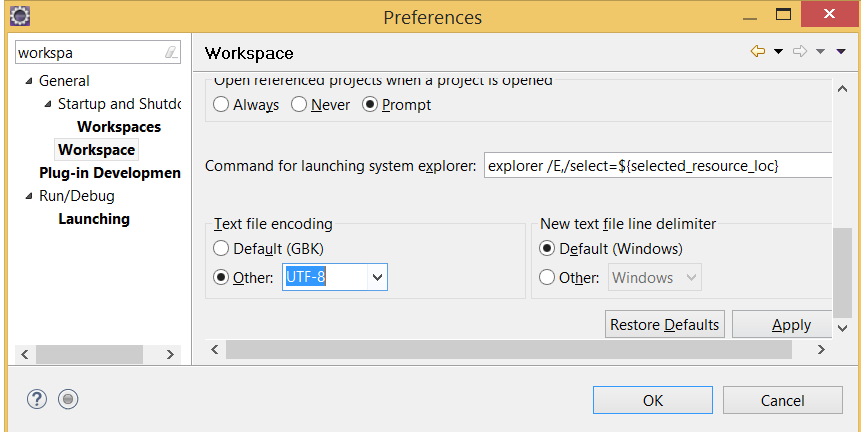 Preferences
workspa
Workspace
General
Startup and Shutdo
Workspaces
Workspace
Plug-in Developmen
Run/Debug
Launching
Open referenced projects when a project is opened
Always Never Prompt
Command for launching system explorer: explorer /E,/select=${selected_resource_loc}
Text file encoding
Default (GBK)
Other: UTF-8
New text file line delimiter
Default (Windows)
Other: Windows
Restore Defaults Apply
OK Cancel